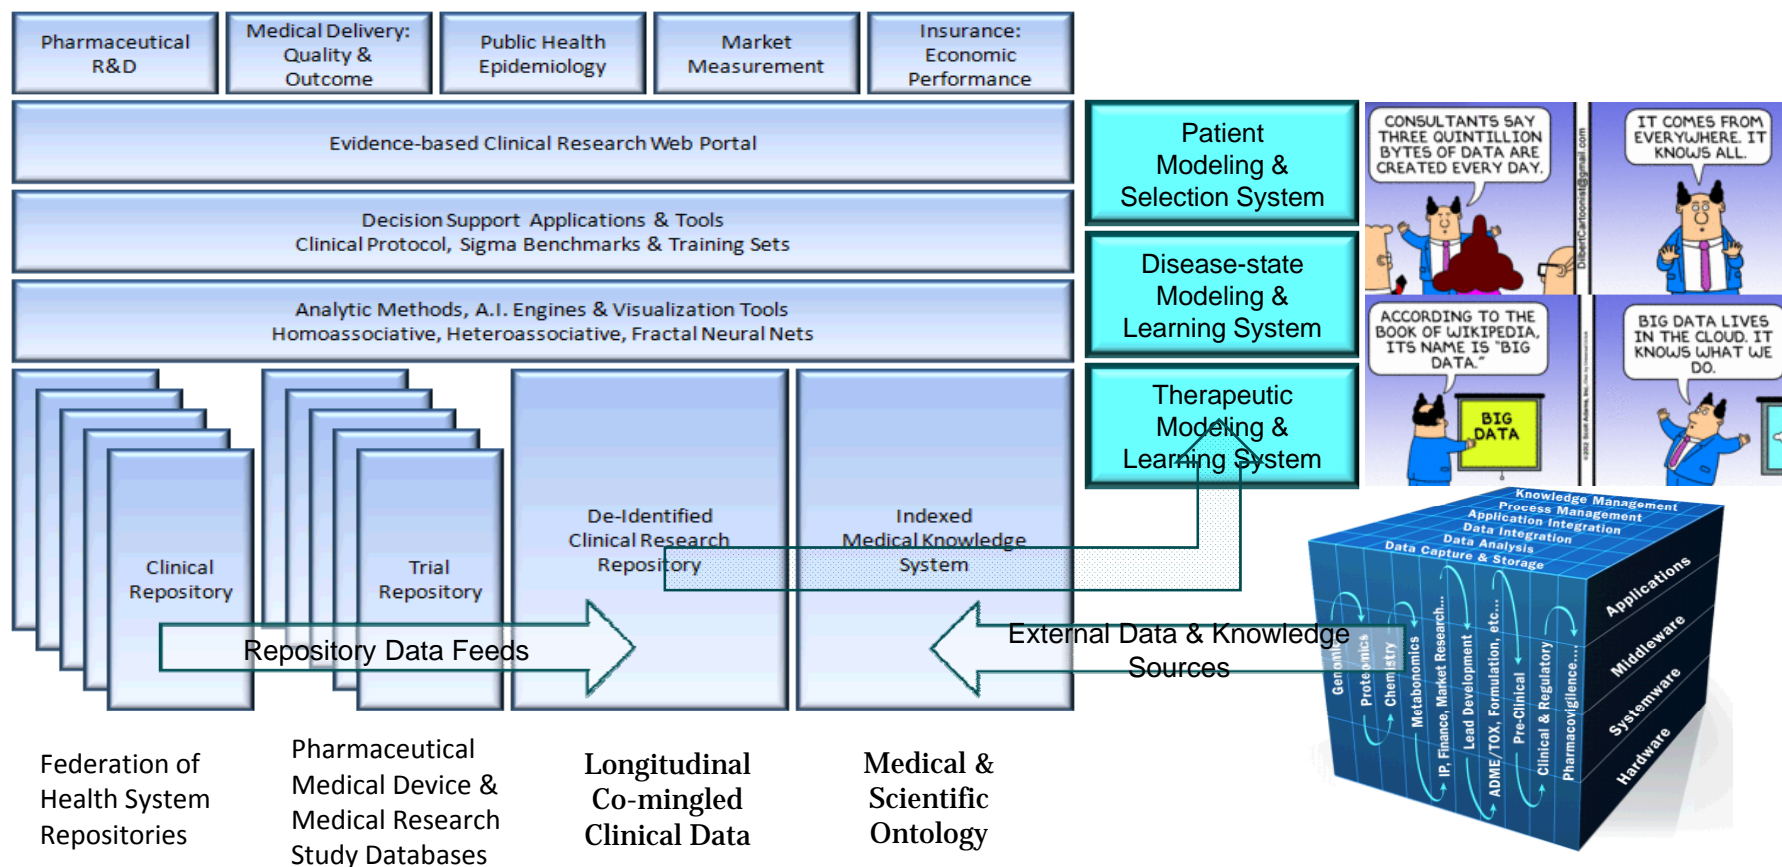 Pharmaceutical
R&D
Medical Delivery:
Quality &
Outcome
Public Health
Epidemiology
Market
Measurement
Insurance:
Economic
Performance
Evidence-based Clinical Research Web Portal
Decision Support Applications & Tools
Clinical Protocol, Sigma Benchmarks & Training Sets
Analytic Methods, A.I. Engines & Visualization Tools
Homoassociative, Heteroassociative, Fractal Neural Nets
Patient
Modeling &
Selection System
Disease-state
Modeling &
Learning System
Therapeutic
Modeling &
Learning System
CONSULTANTS SAY
THREE QUINTILLION
BYTES OF DATA ARE
CREATED EVERY DAY.
DilbertCartoonist@gmail.com
IT COMES FROM
EVERYWHERE. IT
KNOWS ALL.
ACCORDING TO THE
BOOK OF WIKIPEDIA,
ITS NAME IS "BIG
DATA."
BIG
DATA
BIG DATA LIVES
IN THE CLOUD. IT
KNOWS WHAT WE
DO.
Clinical
Repository
Trial
Repository
De-Identified
Clinical Research
Repository
Indexed
Medical Knowledge
System
Repository Data Feeds
External Data & Knowledge
Sources
Knowledge Management
Process Management
Application Integration
Data Integration
Data Analysis
Data Capture & Storage
Applications
Middleware
Systemware
Hardware
Genomics
Proteomics
Chemistry
Metabonomics
IP, Finance, Market Research...
Lead Development
ADME/TOX, Formulation, etc...
Pre-Clinical
Clinical & Regulatory
Pharmacovigilence....
Federation of
Health System
Repositories
Pharmaceutical
Medical Device &
Medical Research
Study Databases
Longitudinal
Co-mingled
Clinical Data
Medical &
Scientific
Ontology